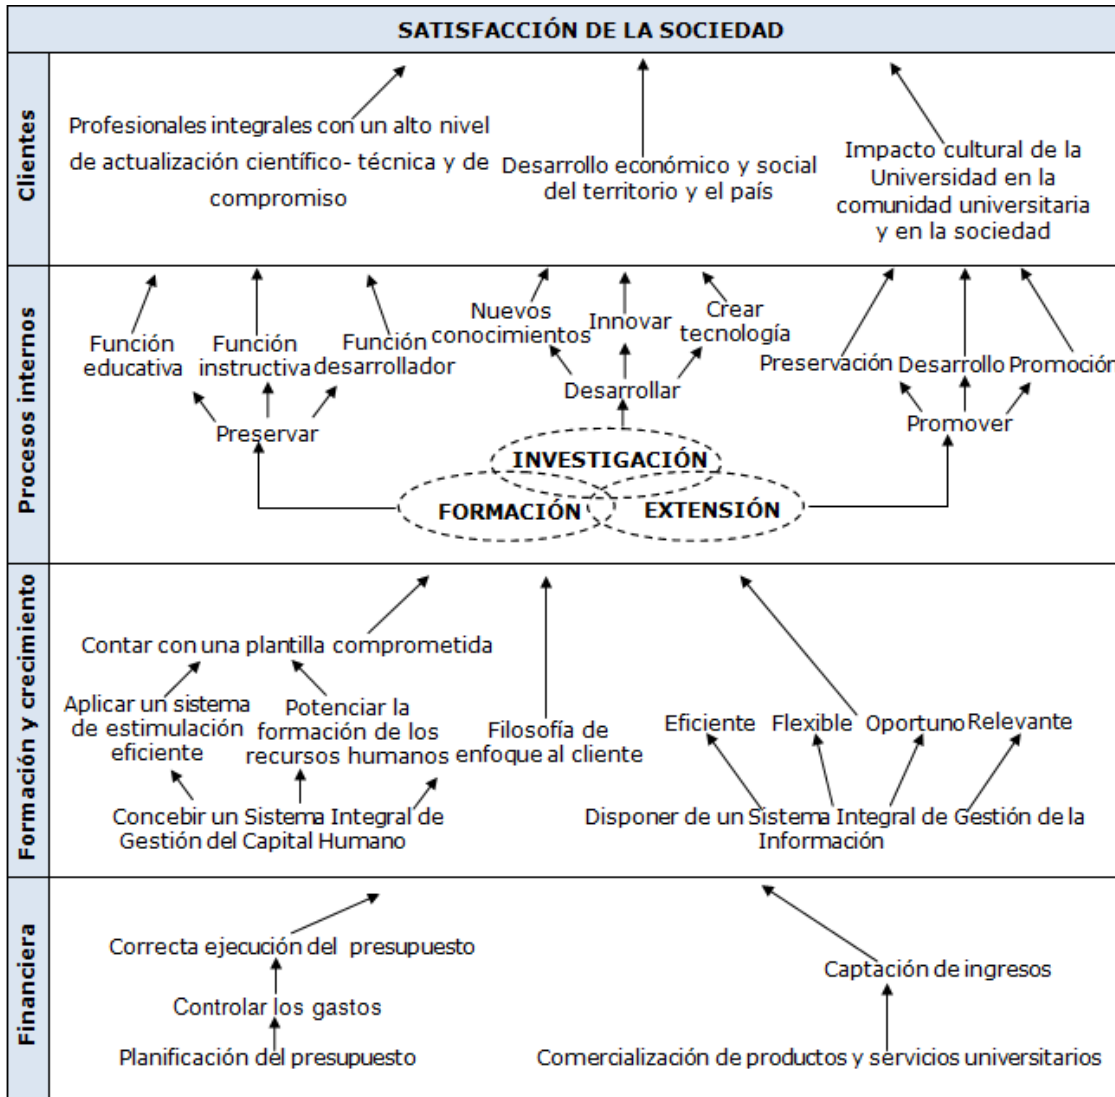 SATISFACCIÓN DE LA SOCIEDAD
Clientes
Profesionales integrales con un alto nivel
de actualización científico- técnica y de
compromiso
Desarrollo económico y social
del territorio y el país
Impacto cultural de la
Universidad en la
comunidad universitaria
y en la sociedad
Procesos internos
Función
educativa
Función
instructiva
Función
desarrollador
Preservar
Nuevos
conocimientos
Innovar
Crear
tecnología
Desarrollar
Preservación
Desarrollo
Promoción
Promover
INVESTIGACIÓN
FORMACIÓN
EXTENSIÓN
Formación y crecimiento
Contar con una plantilla comprometida
Aplicar un sistema
de estimulación
eficiente
Potenciar la
formación de los
recursos humanos
Filosofía de
enfoque al cliente
Eficiente
Flexible
Oportuno
Relevante
Concebir un Sistema Integral de
Gestión del Capital Humano
Disponer de un Sistema Integral de Gestión de la
Información
Financiera
Correcta ejecución del presupuesto
Controlar los gastos
Planificación del presupuesto
Captación de ingresos
Comercialización de productos y servicios universitarios